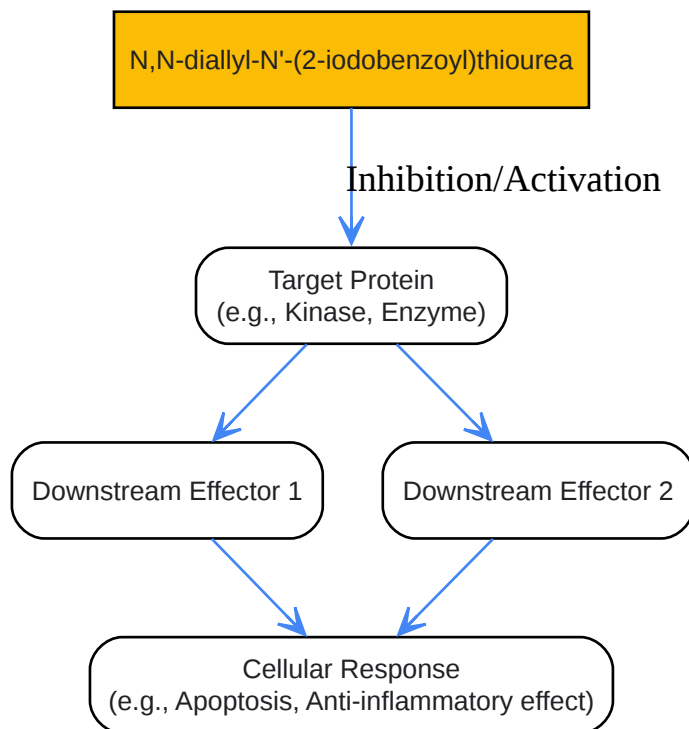 N,N-diallyl-N'-(2-iodobenzoyl)thiourea
Inhibition/Activation
Target Protein
(e.g., Kinase, Enzyme)
Downstream Effector 1
Downstream Effector 2
Cellular Response
(e.g., Apoptosis, Anti-inflammatory effect)